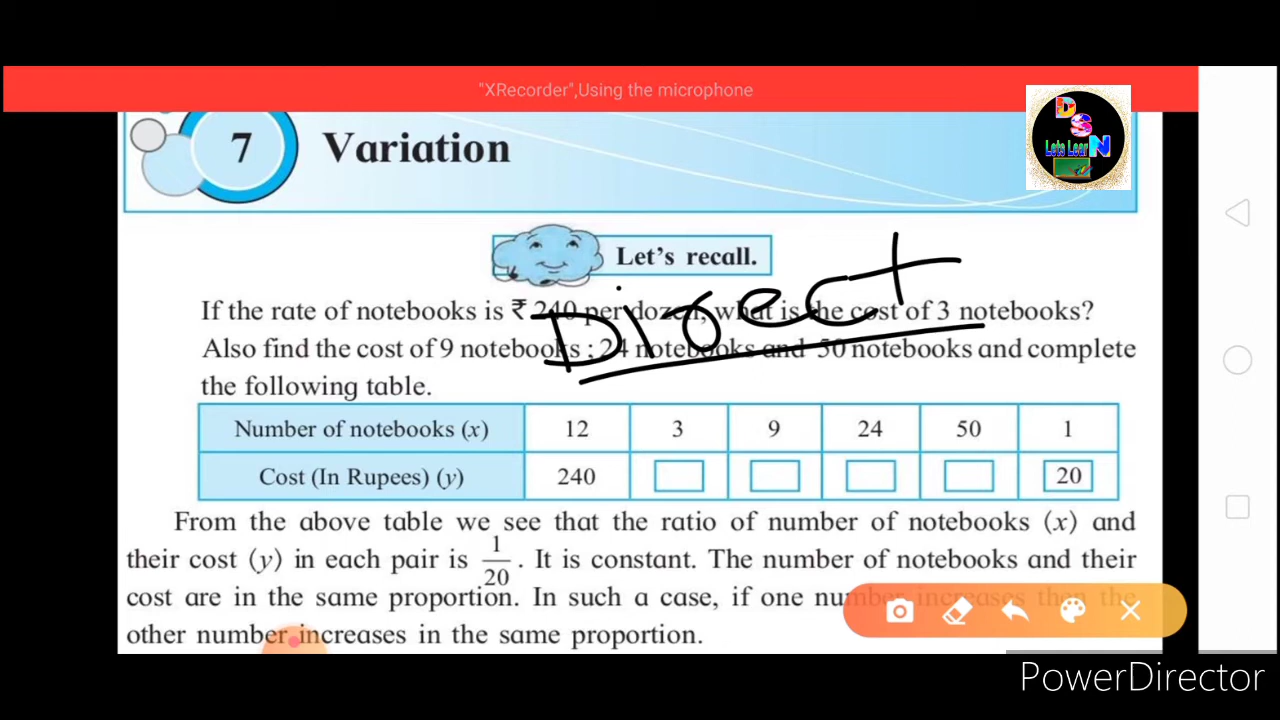 "XRecorder",Using the microphone
D
S
N
Lets Learn
7 Variation
Let's recall.
Direct
If the rate of notebooks is ₹ 240 per dozen, what is the cost of 3 notebooks?
Also find the cost of 9 notebooks ; 24 notebooks and 50 notebooks and complete
the following table.
Number of notebooks (x) 12 3 9 24 50 1
Cost (In Rupees) (y) 240 20
From the above table we see that the ratio of number of notebooks (x) and
their cost (y) in each pair is 1/20 . It is constant. The number of notebooks and their
cost are in the same proportion. In such a case, if one number increases then the
other number increases in the same proportion.
PowerDirector